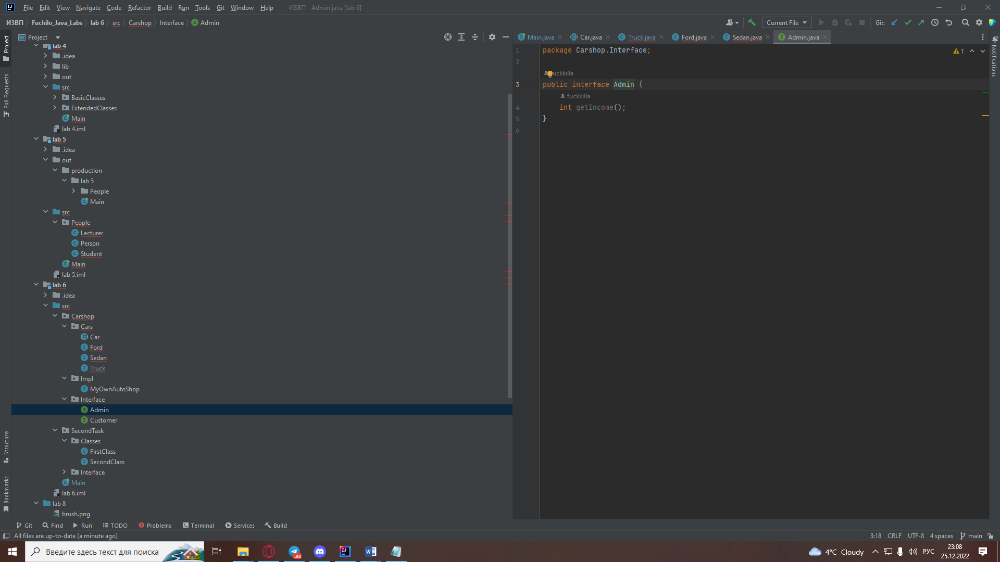 File Edit View Navigate Code Refactor Build Run Tools Git Window Help ИЗВП - Admin.java [lab 6]
ИЗВП Fuchilo_Java_Labs lab 6 src Carshop Interface Admin Current File Git:
Project
Main.java Car.java Truck.java Ford.java Sedan.java Admin.java
lab 4
.idea
lib
out
src
BasicClasses
ExtendedClasses
Main
lab 4.iml
lab 5
.idea
out
production
lab 5
People
Main
src
People
Lecturer
Person
Student
Main
lab 5.iml
lab 6
.idea
src
Carshop
Cars
Car
Ford
Sedan
Truck
Impl
MyOwnAutoShop
Interface
Admin
Customer
SecondTask
Classes
FirstClass
SecondClass
Interface
Main
lab 6.iml
lab 8
brush.png
1 package Carshop.Interface;
1
2
uckkilla
3 public interface Admin {
fuckkilla
4 int getIncome();
5 }
6
Project
Pull Requests
Structure
Bookmarks
Notifications
Git Find Run TODO Problems Terminal Services Build
All files are up-to-date (a minute ago) 3:18 CRLF UTF-8 4 spaces main
Введите здесь текст для поиска .88 4°C Cloudy РУС 23:08
25.12.2022